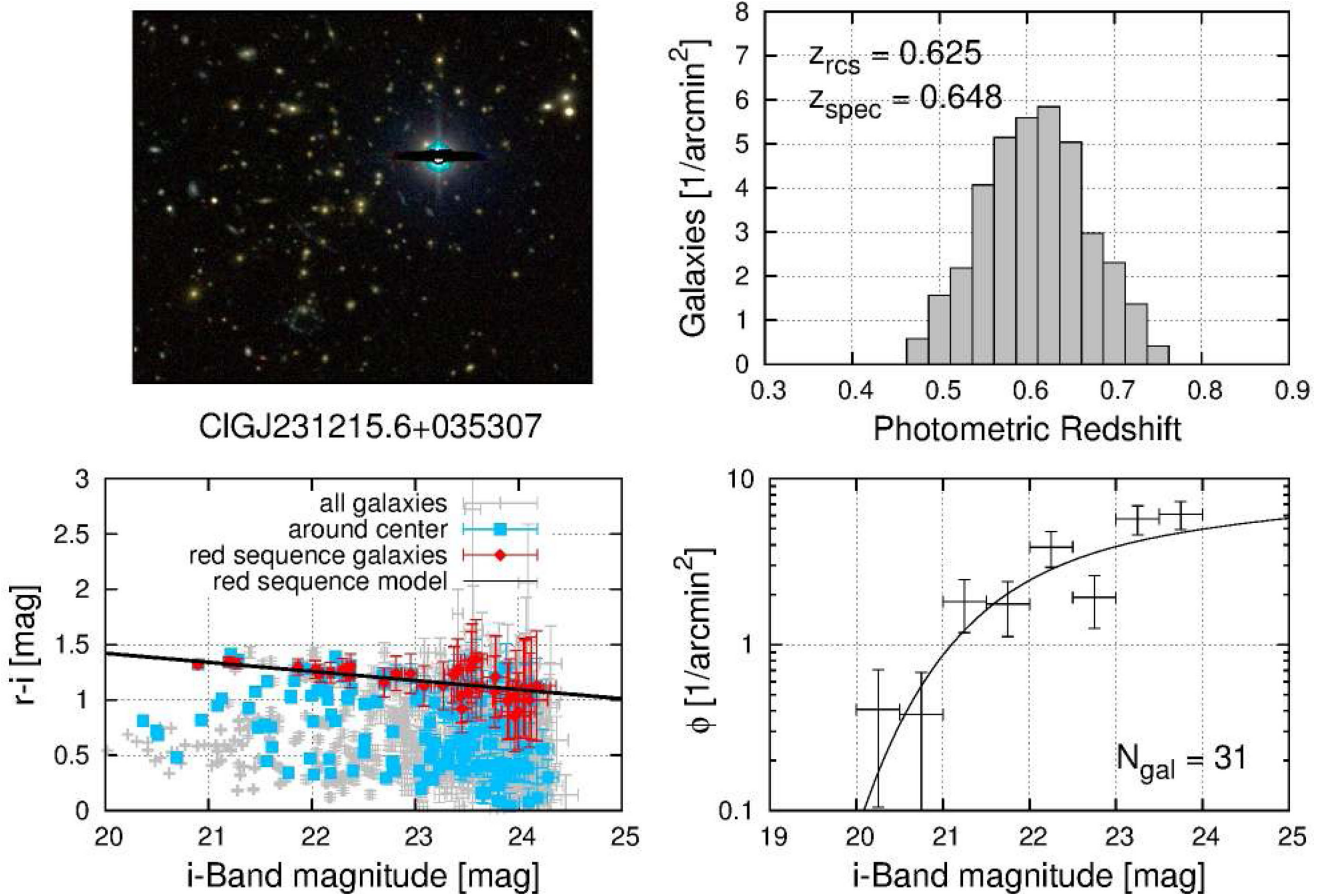 CIGJ231215.6+035307
8
7
6
5
4
3
2
1
0
Galaxies [1/arcmin²]
z_rcs = 0.625
z_spec = 0.648
0.3 0.4 0.5 0.6 0.7 0.8 0.9
Photometric Redshift
3
2.5
2
1.5
1
0.5
0
r-i [mag]
all galaxies
around center
red sequence galaxies
red sequence model
20 21 22 23 24 25
i-Band magnitude [mag]
10
1
0.1
ϕ [1/arcmin²]
N_gal = 31
19 20 21 22 23 24 25
i-Band magnitude [mag]